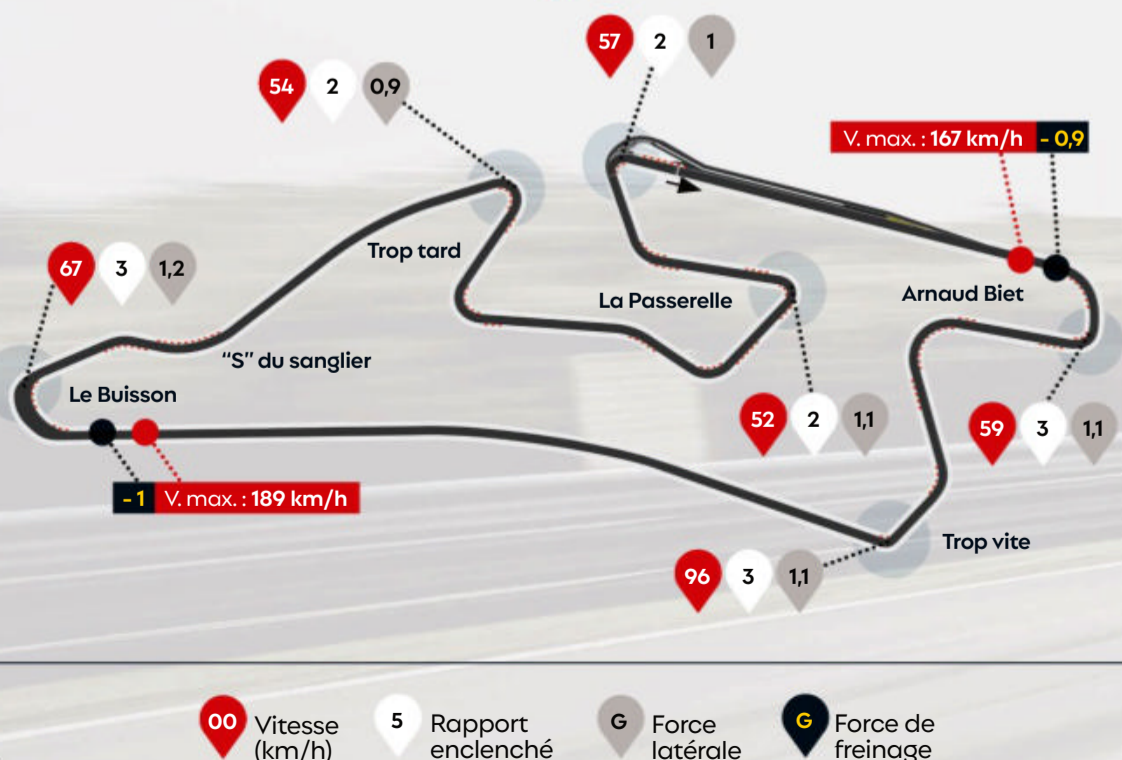 57 2 1
54 2 0,9
V. max. : 167 km/h - 0,9
Trop tard
67 3 1,2
La Passerelle
Arnaud Biet
“S” du sanglier
Le Buisson
52 2 1,1
59 3 1,1
- 1 V. max. : 189 km/h
Trop vite
96 3 1,1
00 Vitesse
(km/h)
5 Rapport
enclenché
G Force
latérale
G Force de
freinage